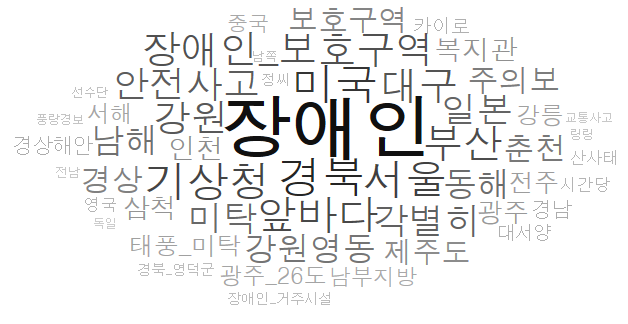 중국 보호구역 카이로
장애인_보호구역 복지관
남쪽
안전사고 정씨 미국 대구 주의보
선수단
풍랑경보 서해 강원 장애인 일본 강릉 교통사고
링링
경상해안 남해 인천 부산 춘천 산사태
전남 경상 기상청 경북 서울 동해 전주 시간당
영국 삼척 미탁 앞바다 각별히 광주 경남
독일
대서양
태풍_미탁 강원영동 제주도
경북_영덕군 광주_26도 남부지방
장애인_거주시설